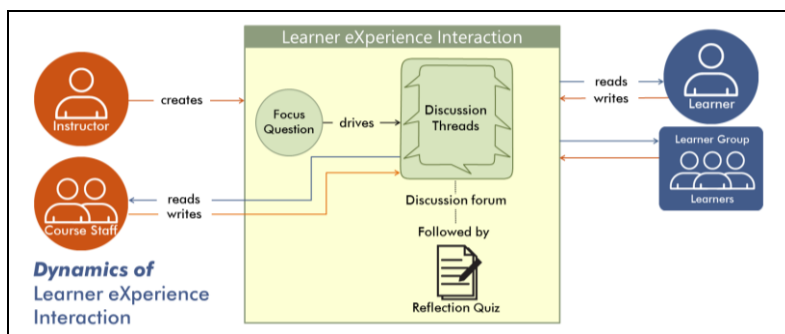 Learner eXperience Interaction
Instructor
creates
Focus
Question
drives
Discussion
Threads
reads
writes
Learner
Learner Group
Learners
reads
writes
Course Staff
Discussion forum
Followed by
Reflection Quiz
Dynamics of
Learner eXperience
Interaction